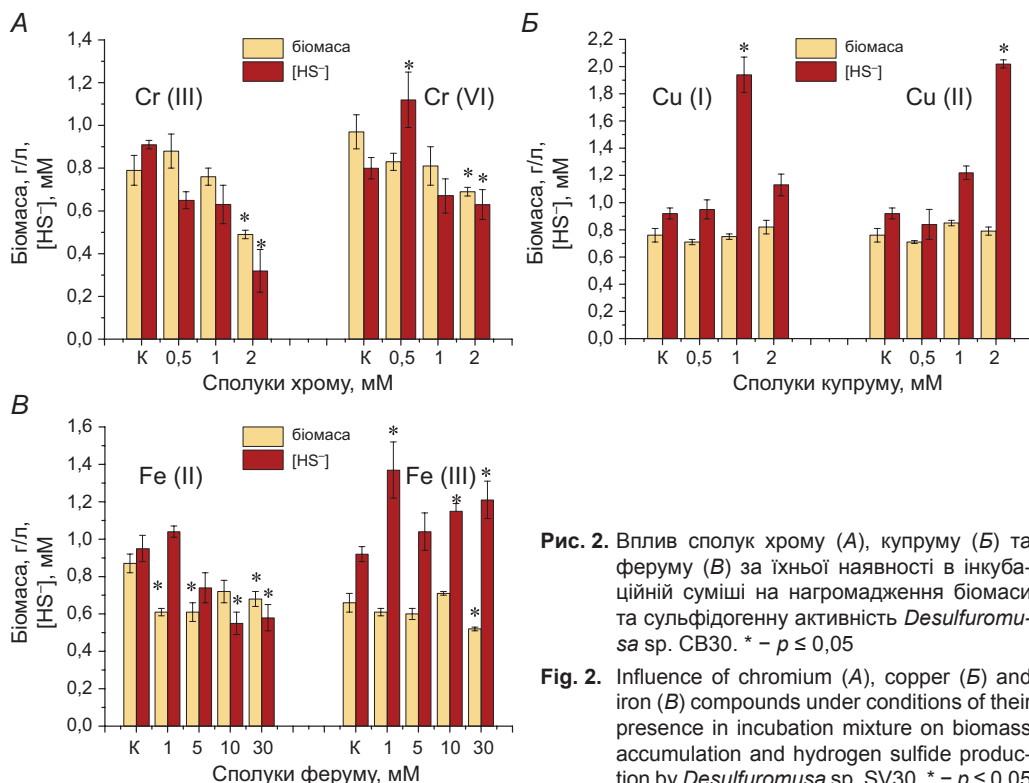 А
Б
1,4
1,2
1,0
0,8
0,6
0,4
0,2
0,0
Біомаса, г/л,
[HS⁻], мМ
біомаса
[HS⁻]
Cr (III)
Cr (VI)
*
* *
* *
К 0,5 1 2 К 0,5 1 2
Сполуки хрому, мМ
2,2
2,0
1,8
1,6
1,4
1,2
1,0
0,8
0,6
0,4
0,2
0,0
Біомаса, г/л,
[HS⁻], мМ
біомаса
[HS⁻]
Cu (I)
Cu (II)
* *
К 0,5 1 2 К 0,5 1 2
Сполуки купруму, мМ
В
1,6
1,4
1,2
1,0
0,8
0,6
0,4
0,2
0,0
Біомаса, г/л,
[HS⁻], мМ
біомаса
[HS⁻]
Fe (II)
Fe (III)
* * * * *
* * * *
К 1 5 10 30 К 1 5 10 30
Сполуки феруму, мМ
Рис. 2. Вплив сполук хрому (А), купруму (Б) та
феруму (В) за їхньої наявності в інкуба-
ційній суміші на нагромадження біомаси
та сульфідогенну активність Desulfuromu-
sa sp. CB30. * – p ≤ 0,05
Fig. 2. Influence of chromium (А), copper (Б) and
iron (В) compounds under conditions of their
presence in incubation mixture on biomass
accumulation and hydrogen sulfide produc-
tion by Desulfuromusa sp. SV30. * – p ≤ 0.05